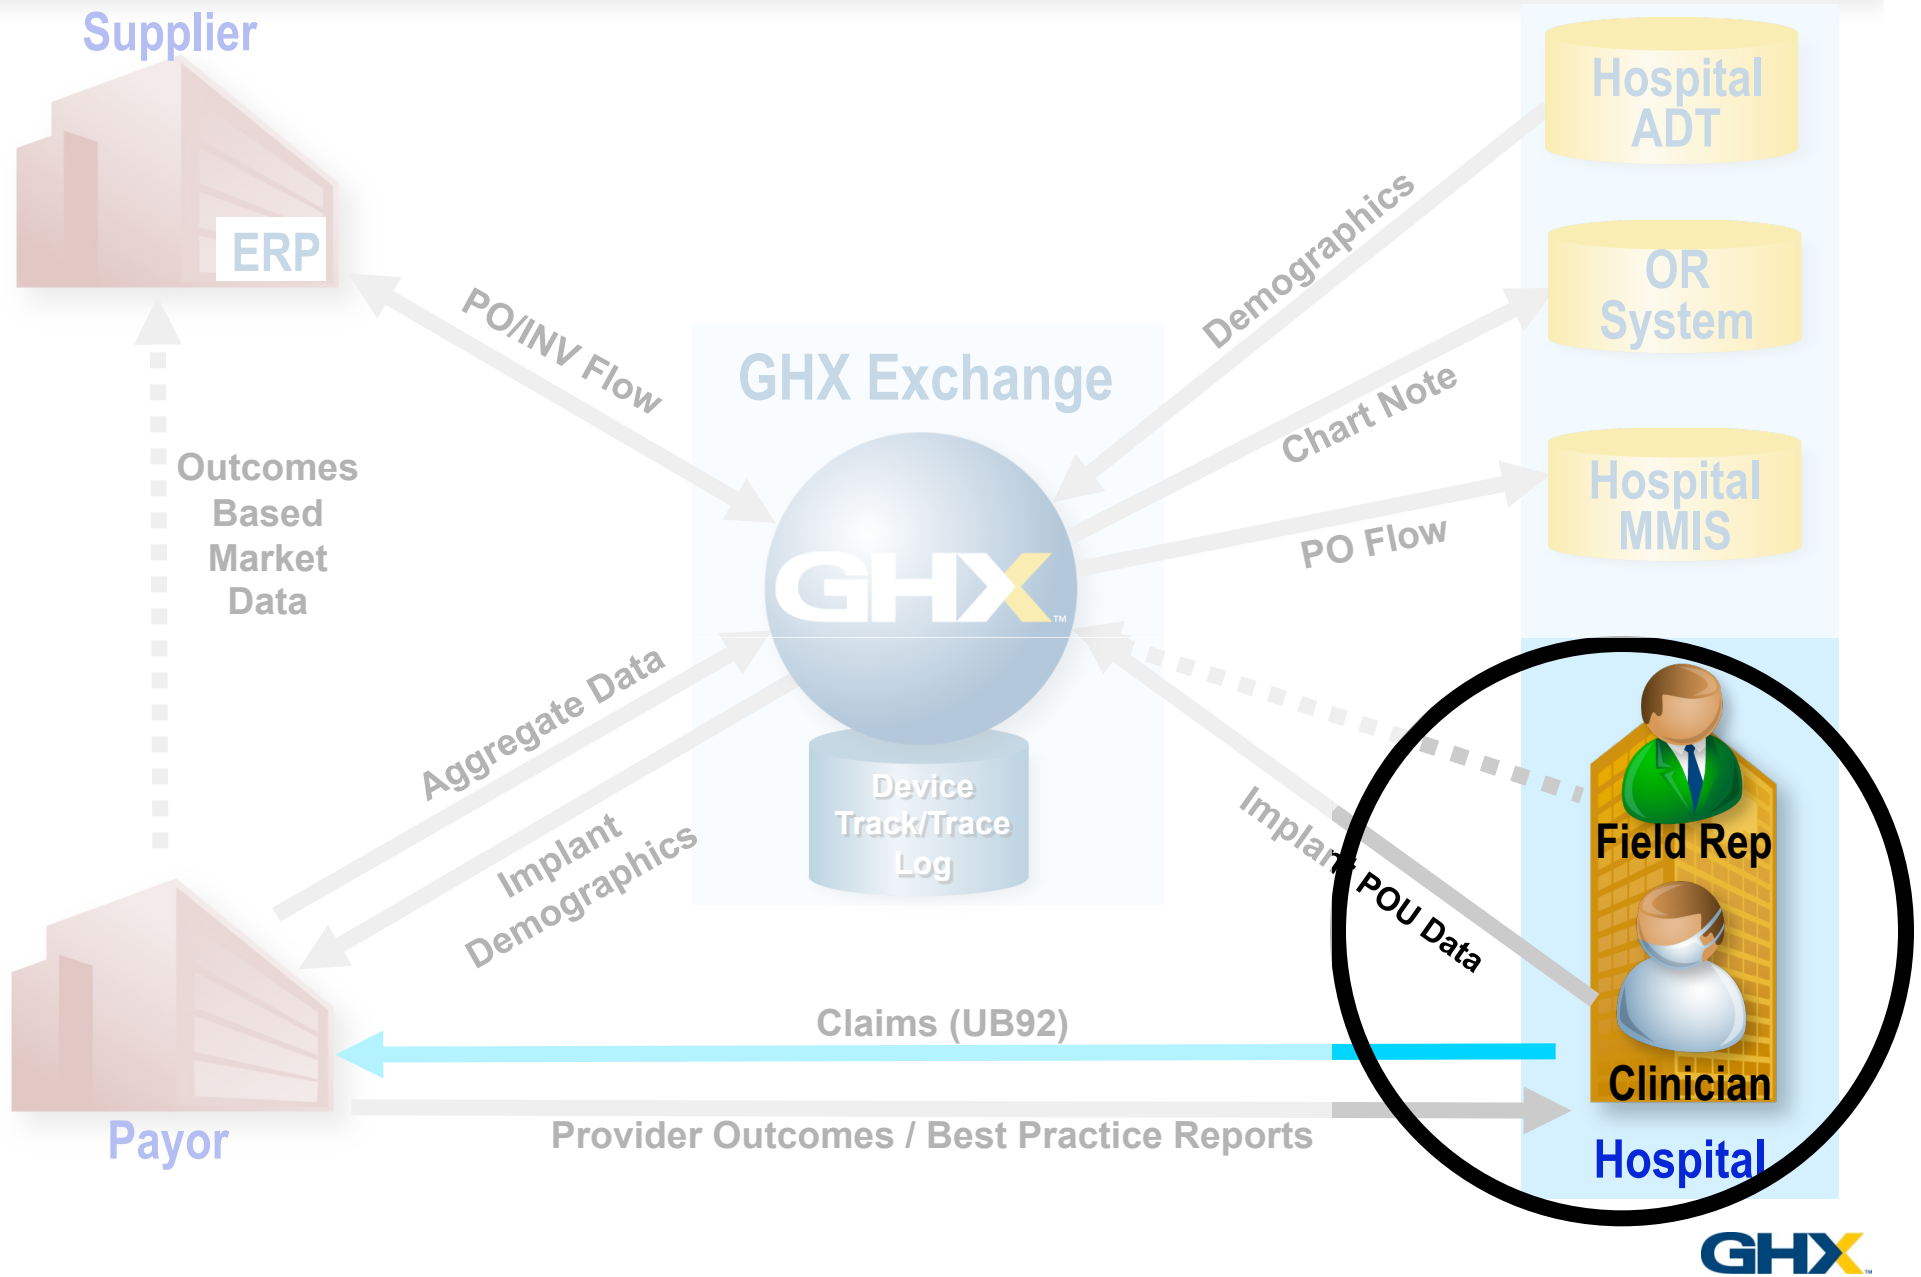 Supplier
ERP
Hospital
ADT
OR
System
Hospital
MMIS
Demographics
Chart Note
PO Flow
PO/INV Flow
GHX Exchange
GHX™
Device
Track/Trace
Log
Outcomes
Based
Market
Data
Aggregate Data
Implant
Demographics
Implant POU Data
Field Rep
Clinician
Hospital
Claims (UB92)
Provider Outcomes / Best Practice Reports
Payor
GHX™